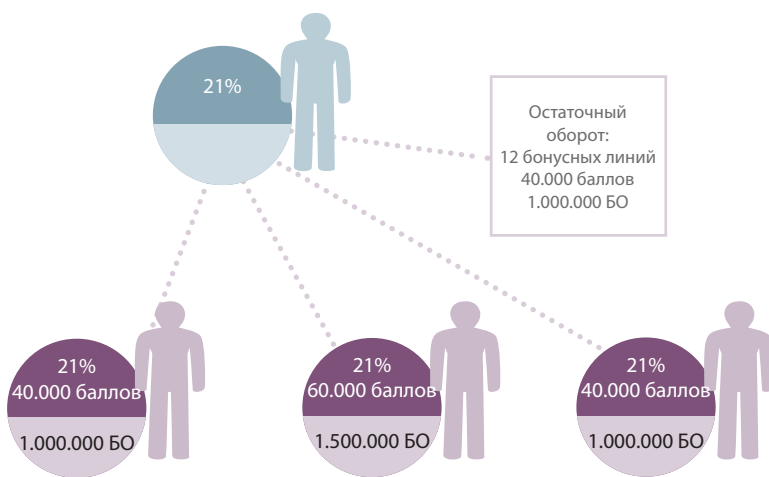 21%
Остаточный
оборот:
12 бонусных линий
40.000 баллов
1.000.000 БО
21%
40.000 баллов
1.000.000 БО
21%
60.000 баллов
1.500.000 БО
21%
40.000 баллов
1.000.000 БО